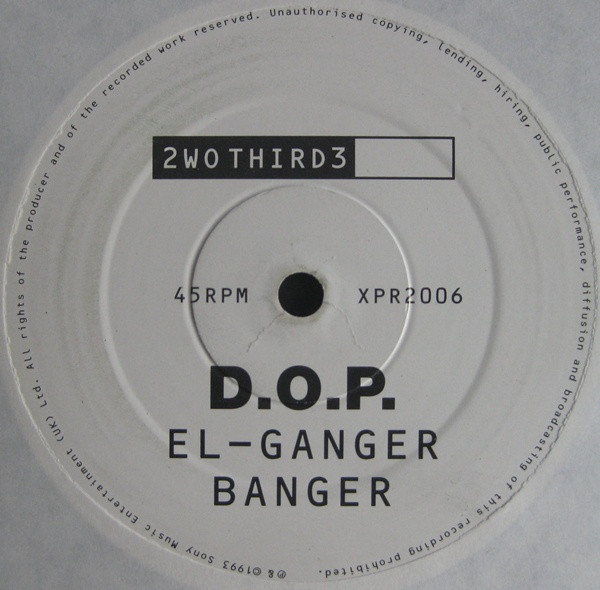 2WOTHIRD3
45RPM XPR2006
D.O.P.
EL-GANGER
BANGER
℗&©1993 Sony Music Entertainment (UK) Ltd. All rights of the producer and of the recorded work reserved. Unauthorised copying, lending, hiring, public performance, diffusion and broadcasting of this recording prohibited.